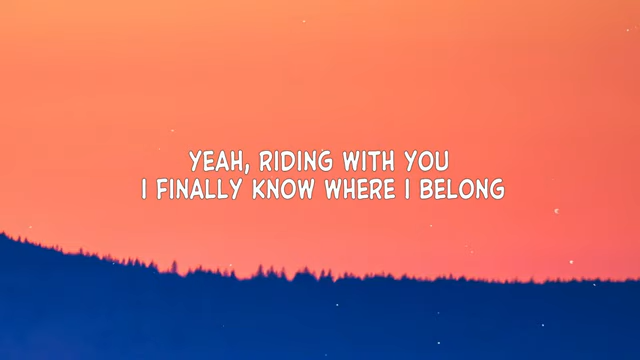 YEAH, RIDING WITH YOU
I FINALLY KNOW WHERE I BELONG